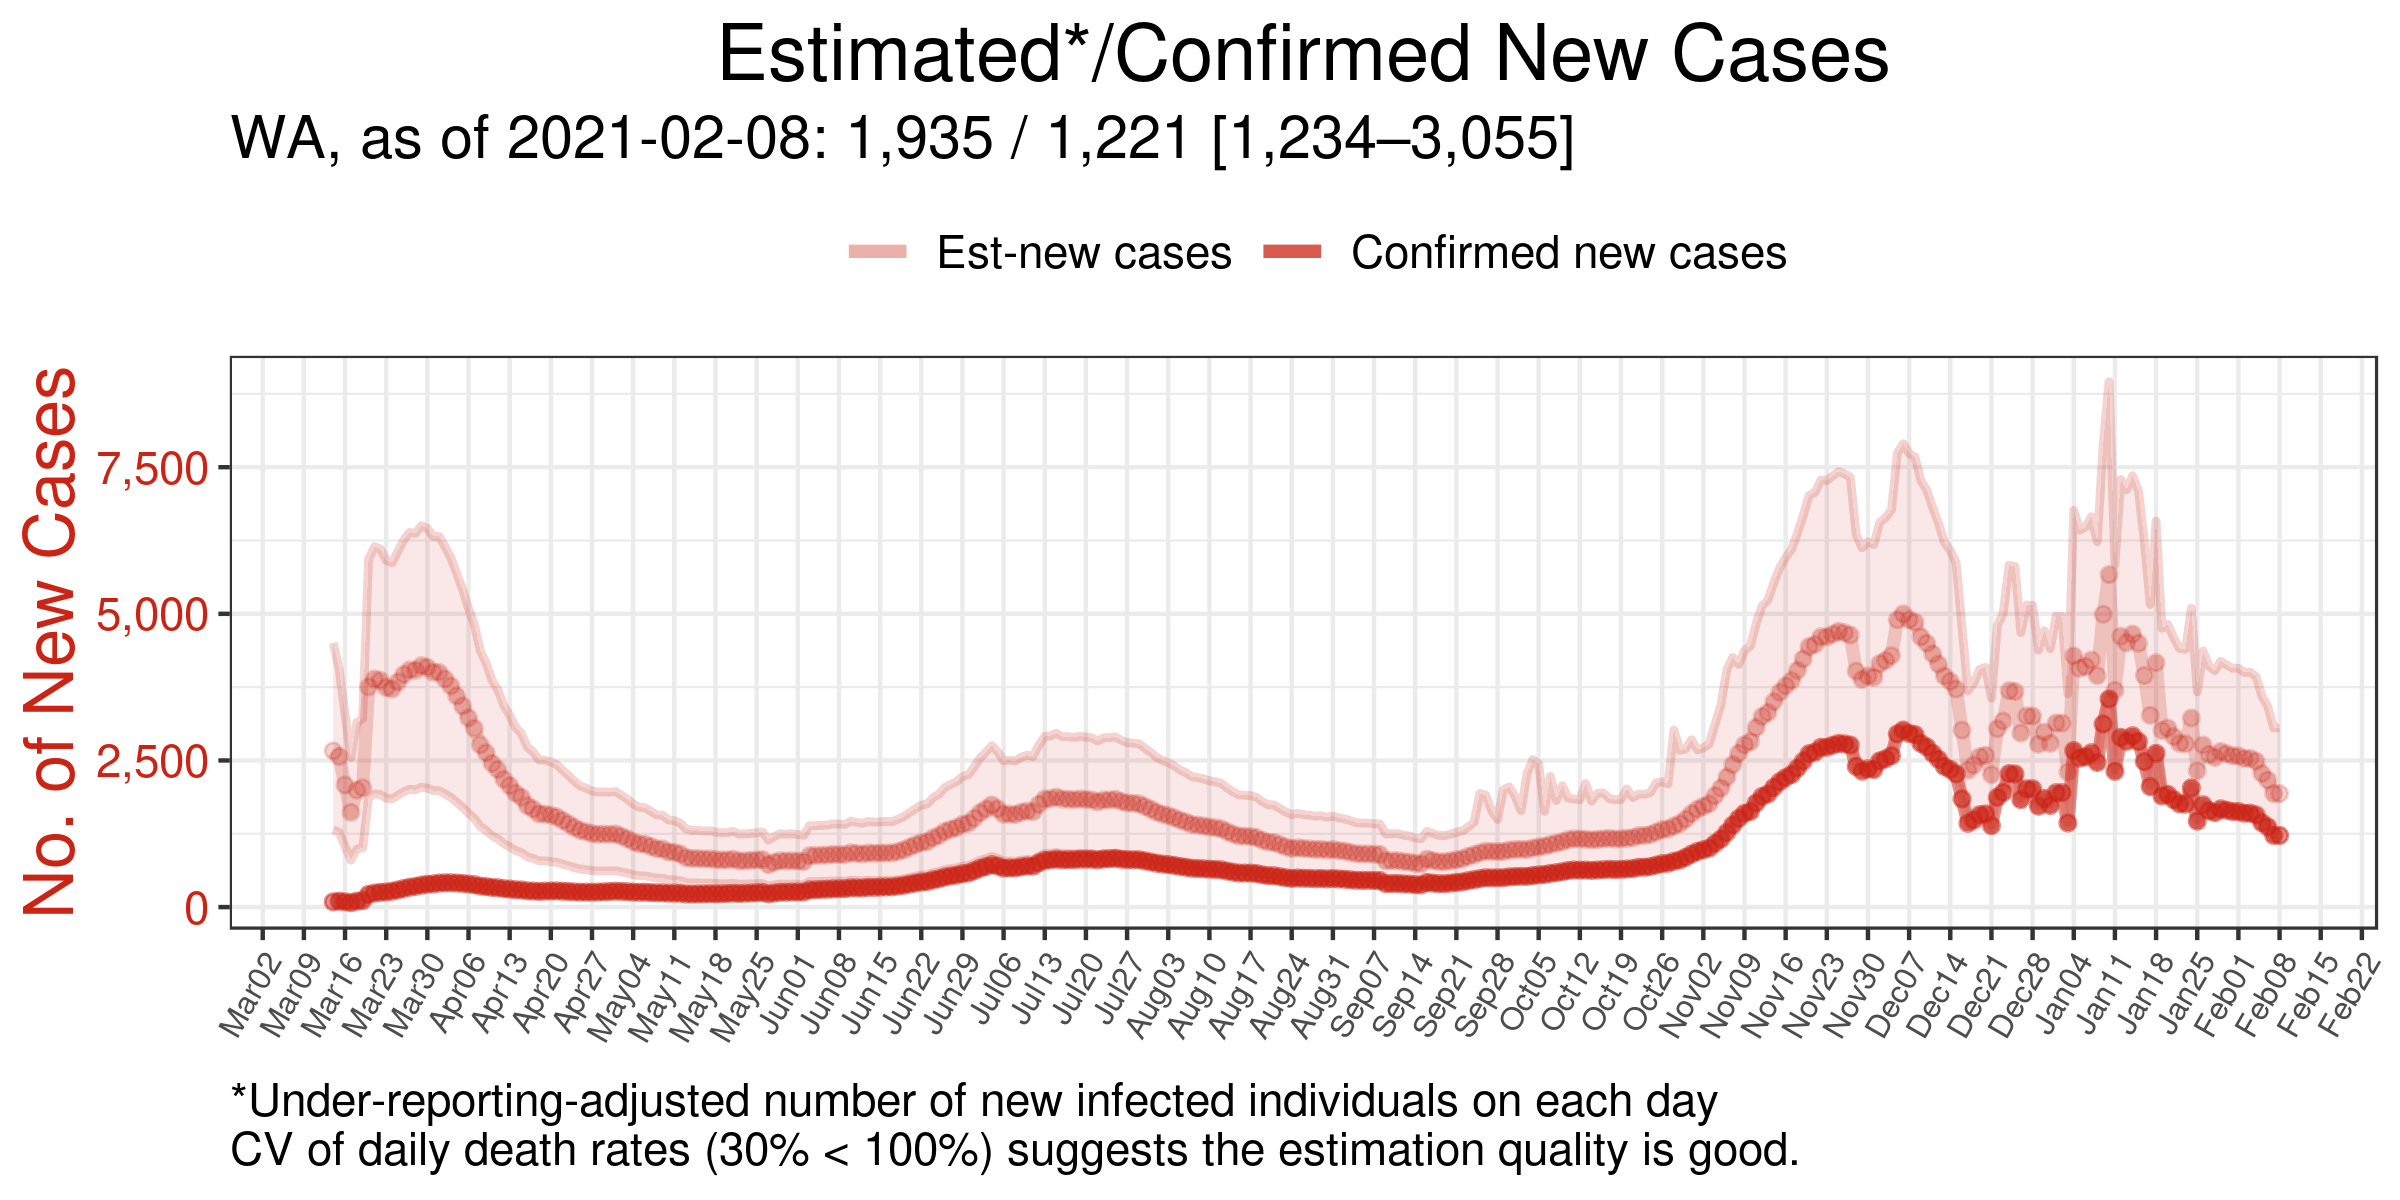 Estimated*/Confirmed New Cases
WA, as of 2021-02-08: 1,935 / 1,221 [1,234–3,055]
Est-new cases
Confirmed new cases
No. of New Cases
7,500
5,000
2,500
0
Mar02
Mar09
Mar16
Mar23
Mar30
Apr06
Apr13
Apr20
Apr27
May04
May11
May18
May25
Jun01
Jun08
Jun15
Jun22
Jun29
Jul06
Jul13
Jul20
Jul27
Aug03
Aug10
Aug17
Aug24
Aug31
Sep07
Sep14
Sep21
Sep28
Oct05
Oct12
Oct19
Oct26
Nov02
Nov09
Nov16
Nov23
Nov30
Dec07
Dec14
Dec21
Dec28
Jan04
Jan11
Jan18
Jan25
Feb01
Feb08
Feb15
Feb22
*Under-reporting-adjusted number of new infected individuals on each day
CV of daily death rates (30% < 100%) suggests the estimation quality is good.